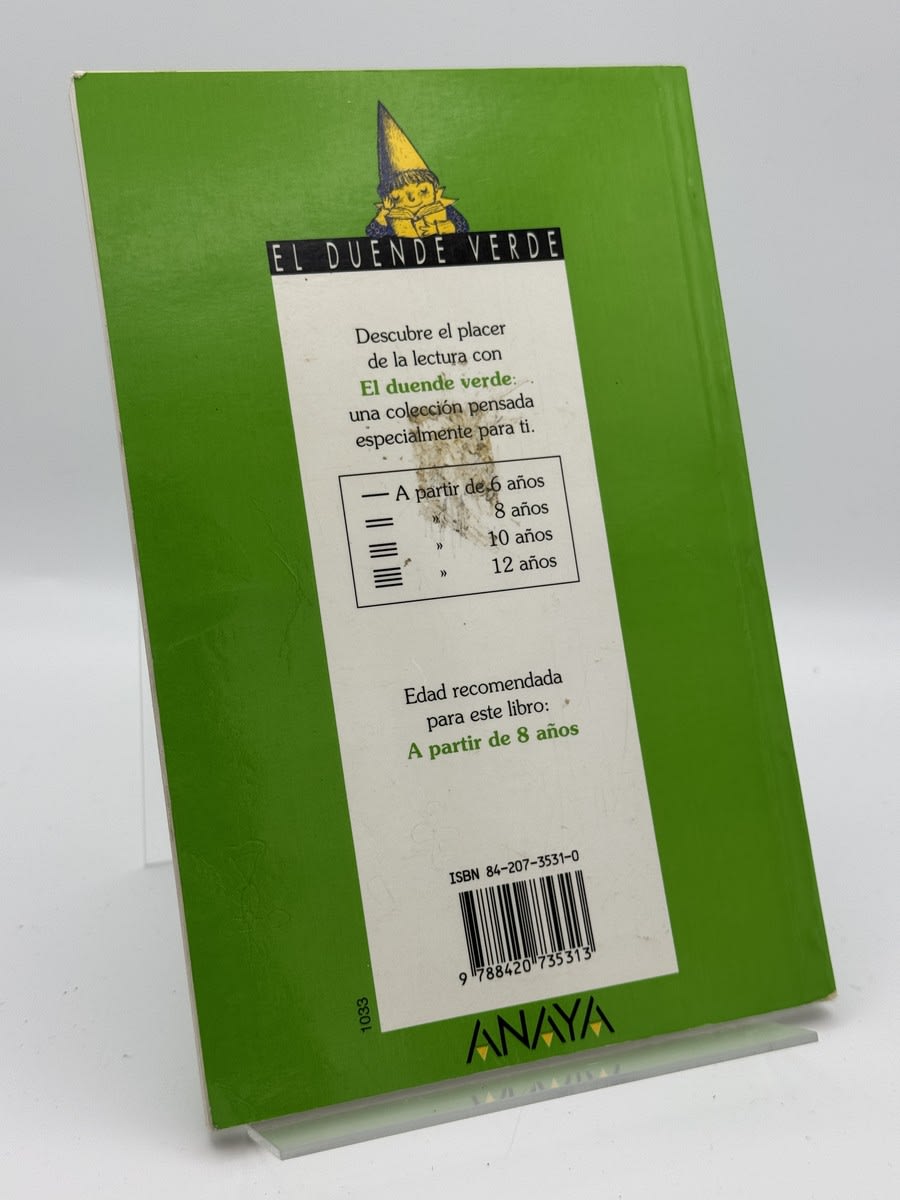 EL DUENDE VERDE
Descubre el placer
de la lectura con
El duende verde:
una colección pensada
especialmente para ti.
A partir de 6 años
» 8 años
» 10 años
» 12 años
Edad recomendada
para este libro:
A partir de 8 años
ISBN 84-207-3531-0
9 788420 735313
1033
ANAYA